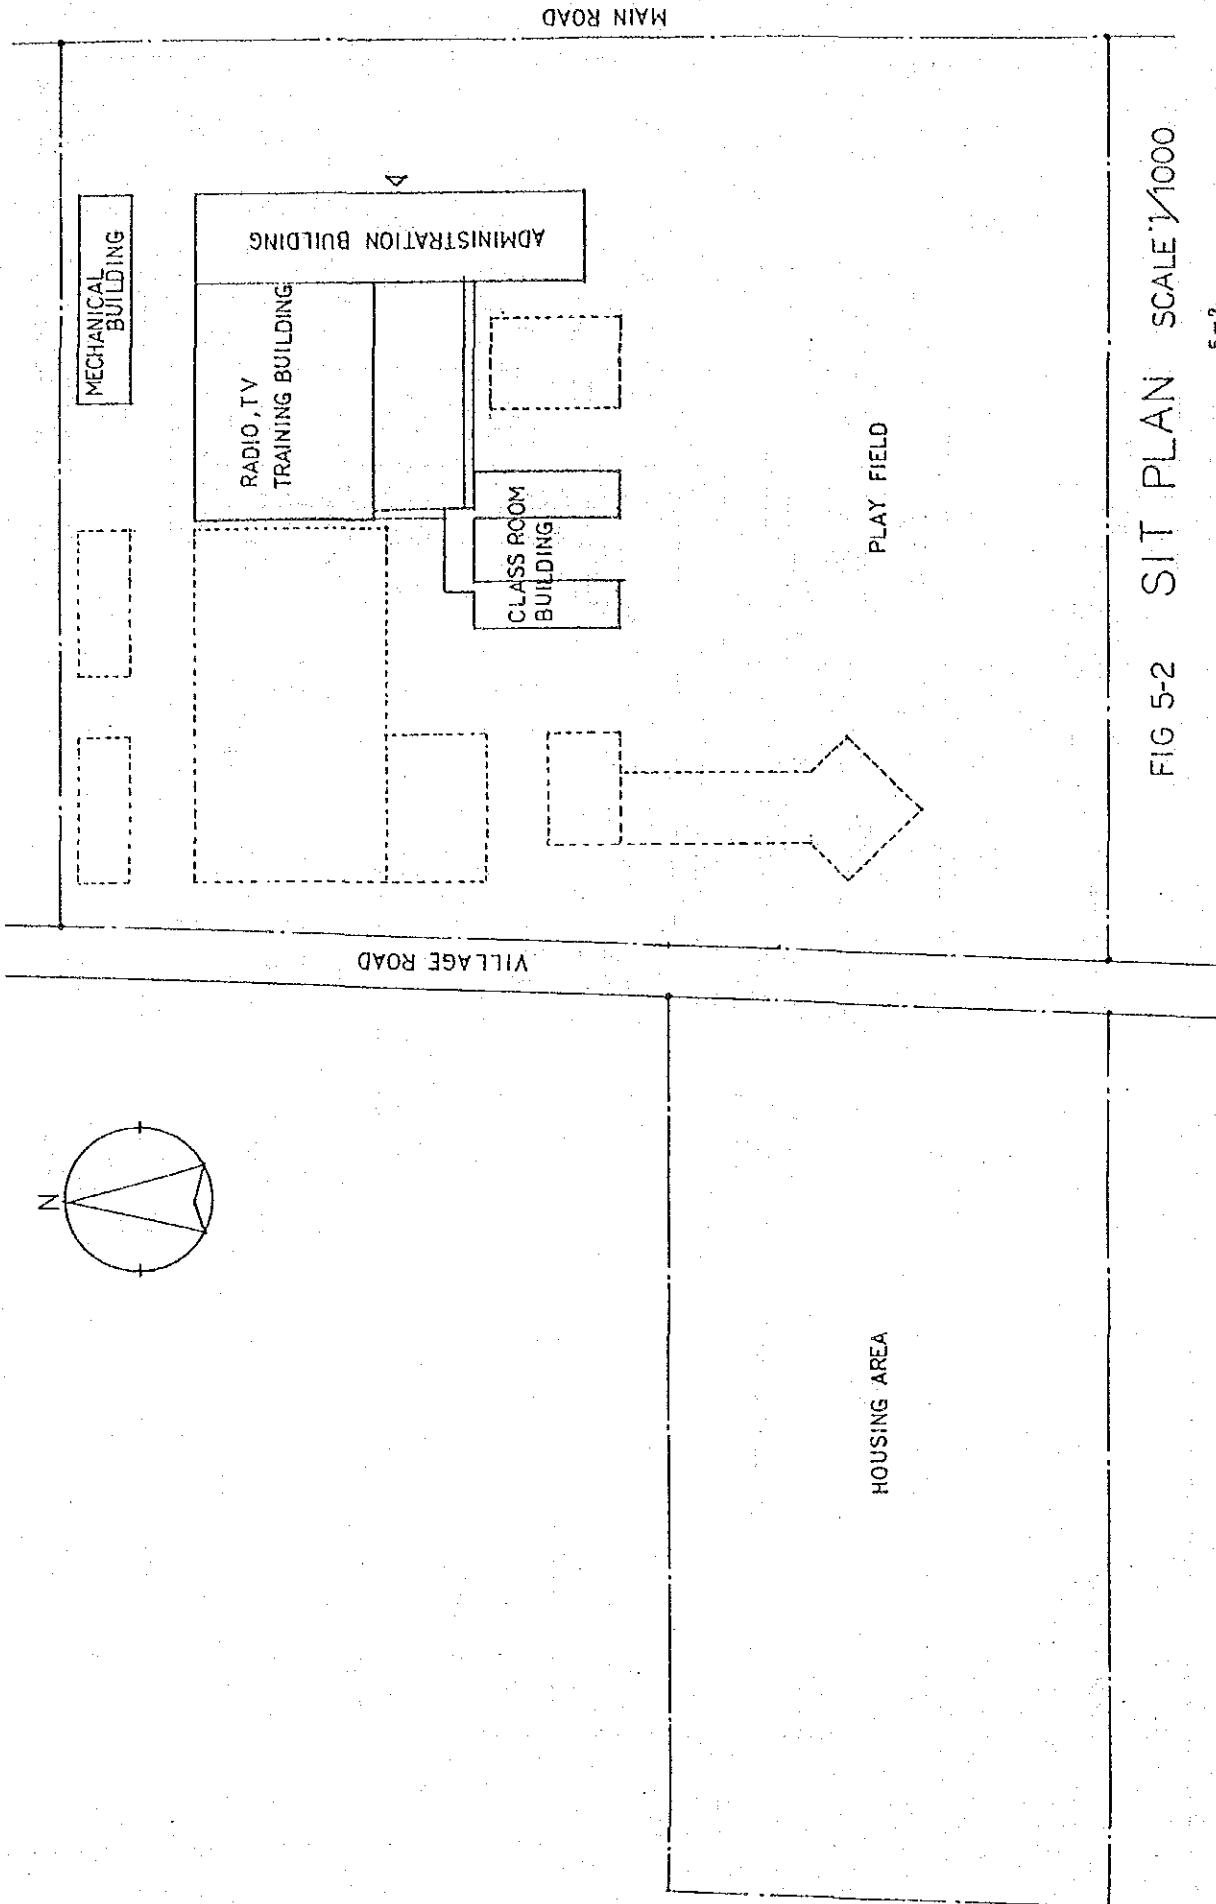 MAIN ROAD
MECHANICAL
BUILDING
ADMINISTRATION BUILDING
RADIO, TV
TRAINING BUILDING
CLASS ROOM
BUILDING
PLAY FIELD
VILLAGE ROAD
N
HOUSING AREA
FIG 5-2 SIT PLAN SCALE 1/1000